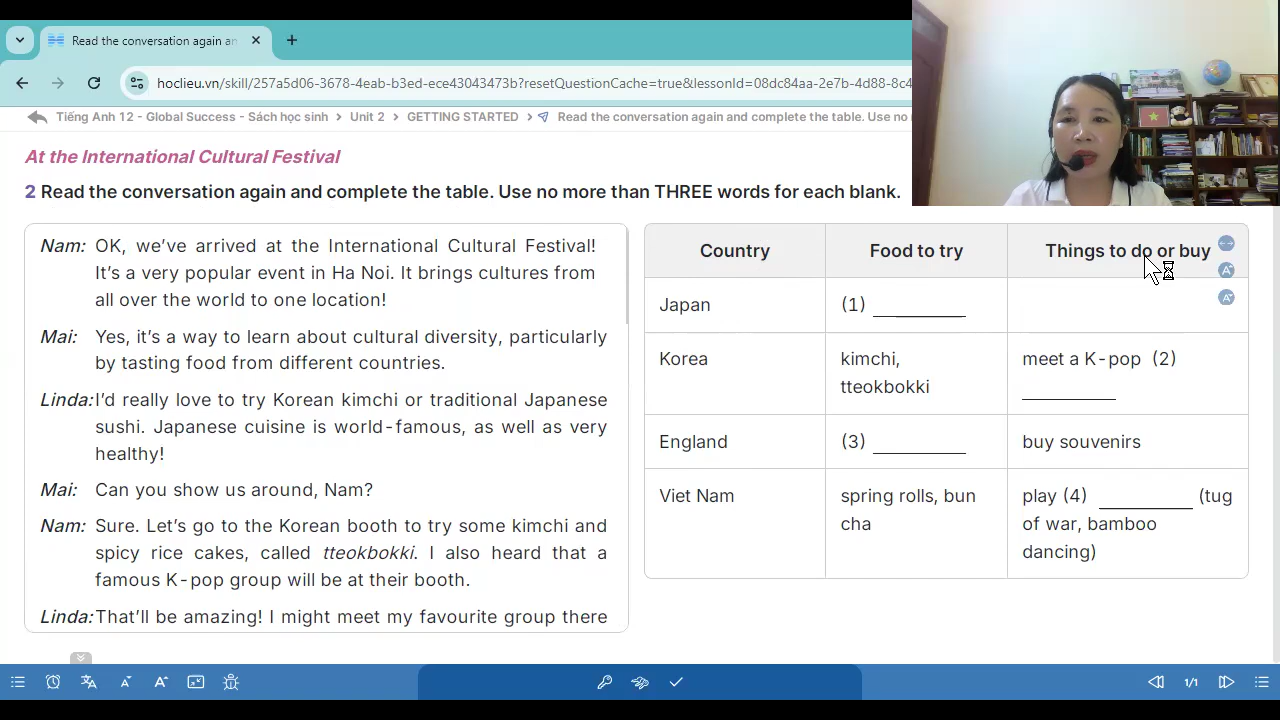 Read the conversation again an
hoclieu.vn/skill/257a5d06-3678-4eab-b3ed-ece43043473b?resetQuestionCache=true&lessonId=08dc84aa-2e7b-4d88-8c4
Tiếng Anh 12 - Global Success - Sách học sinh > Unit 2 > GETTING STARTED > Read the conversation again and complete the table. Use no m
At the International Cultural Festival
2 Read the conversation again and complete the table. Use no more than THREE words for each blank.
Nam: OK, we've arrived at the International Cultural Festival!
It's a very popular event in Ha Noi. It brings cultures from
all over the world to one location!
Mai: Yes, it's a way to learn about cultural diversity, particularly
by tasting food from different countries.
Linda: I'd really love to try Korean kimchi or traditional Japanese
sushi. Japanese cuisine is world-famous, as well as very
healthy!
Mai: Can you show us around, Nam?
Nam: Sure. Let's go to the Korean booth to try some kimchi and
spicy rice cakes, called tteokbokki. I also heard that a
famous K-pop group will be at their booth.
Linda: That'll be amazing! I might meet my favourite group there
Country Food to try Things to do or buy
Japan (1) ________
Korea kimchi, meet a K-pop (2)
tteokbokki ________
England (3) ________ buy souvenirs
Viet Nam spring rolls, bun play (4) ________ (tug
cha of war, bamboo
dancing)
1/1